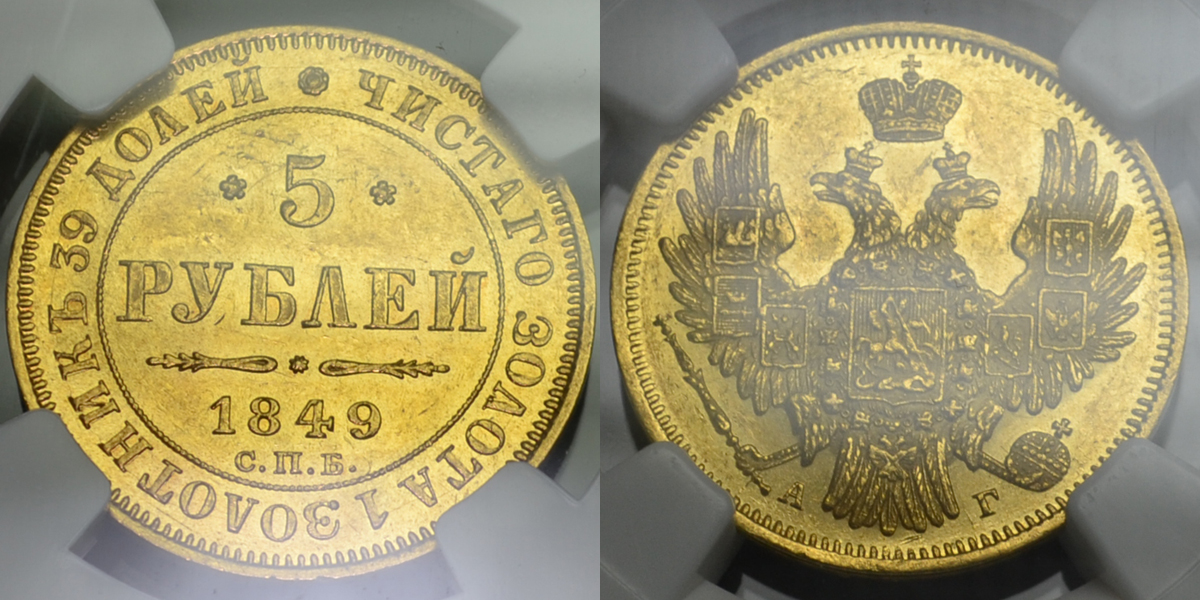 ЧИСТАГО ЗОЛОТА 1 ЗОЛОТНИКЪ 39 ДОЛЕЙ
5
РУБЛЕЙ
1849
С.П.Б.
А Г